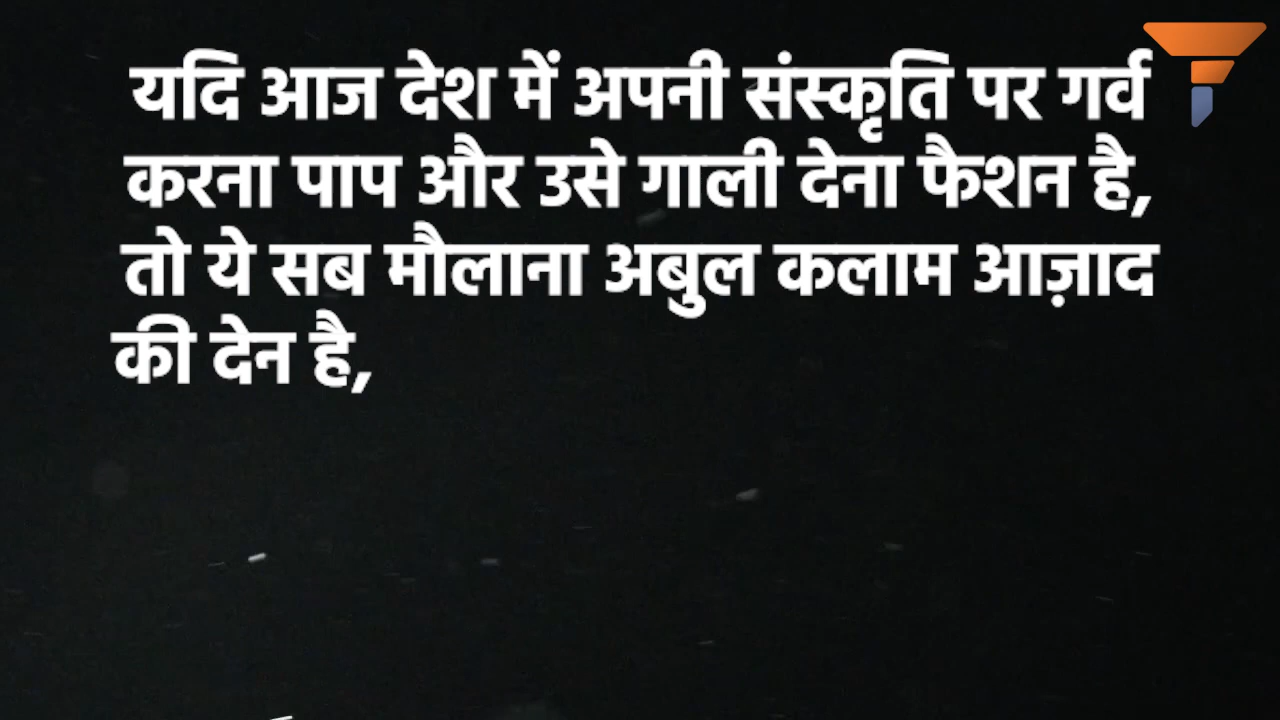 यदि आज देश में अपनी संस्कृति पर गर्व
करना पाप और उसे गाली देना फैशन है,
तो ये सब मौलाना अबुल कलाम आज़ाद
की देन है,